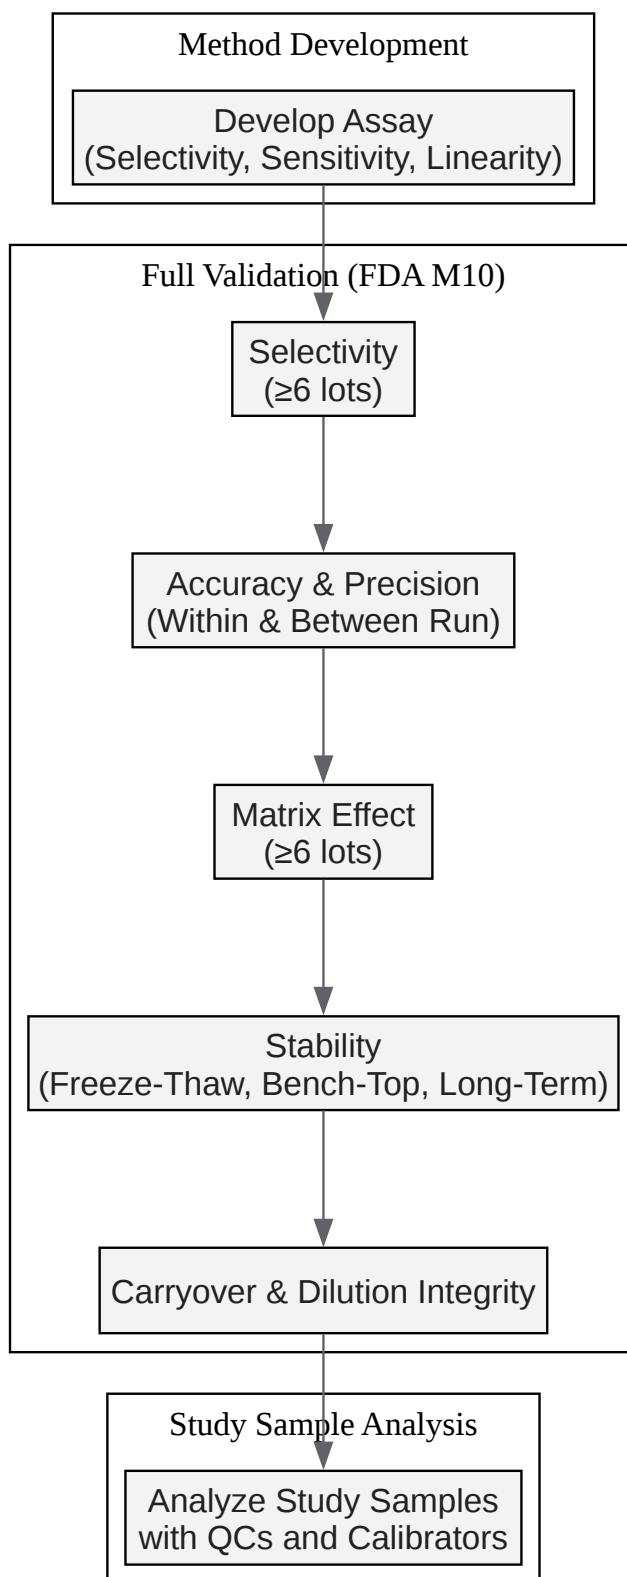 Method Development
Develop Assay
(Selectivity, Sensitivity, Linearity)
Full Validation (FDA M10)
Selectivity
(≥6 lots)
Accuracy & Precision
(Within & Between Run)
Matrix Effect
(≥6 lots)
Stability
(Freeze-Thaw, Bench-Top, Long-Term)
Carryover & Dilution Integrity
Study Sample Analysis
Analyze Study Samples
with QCs and Calibrators